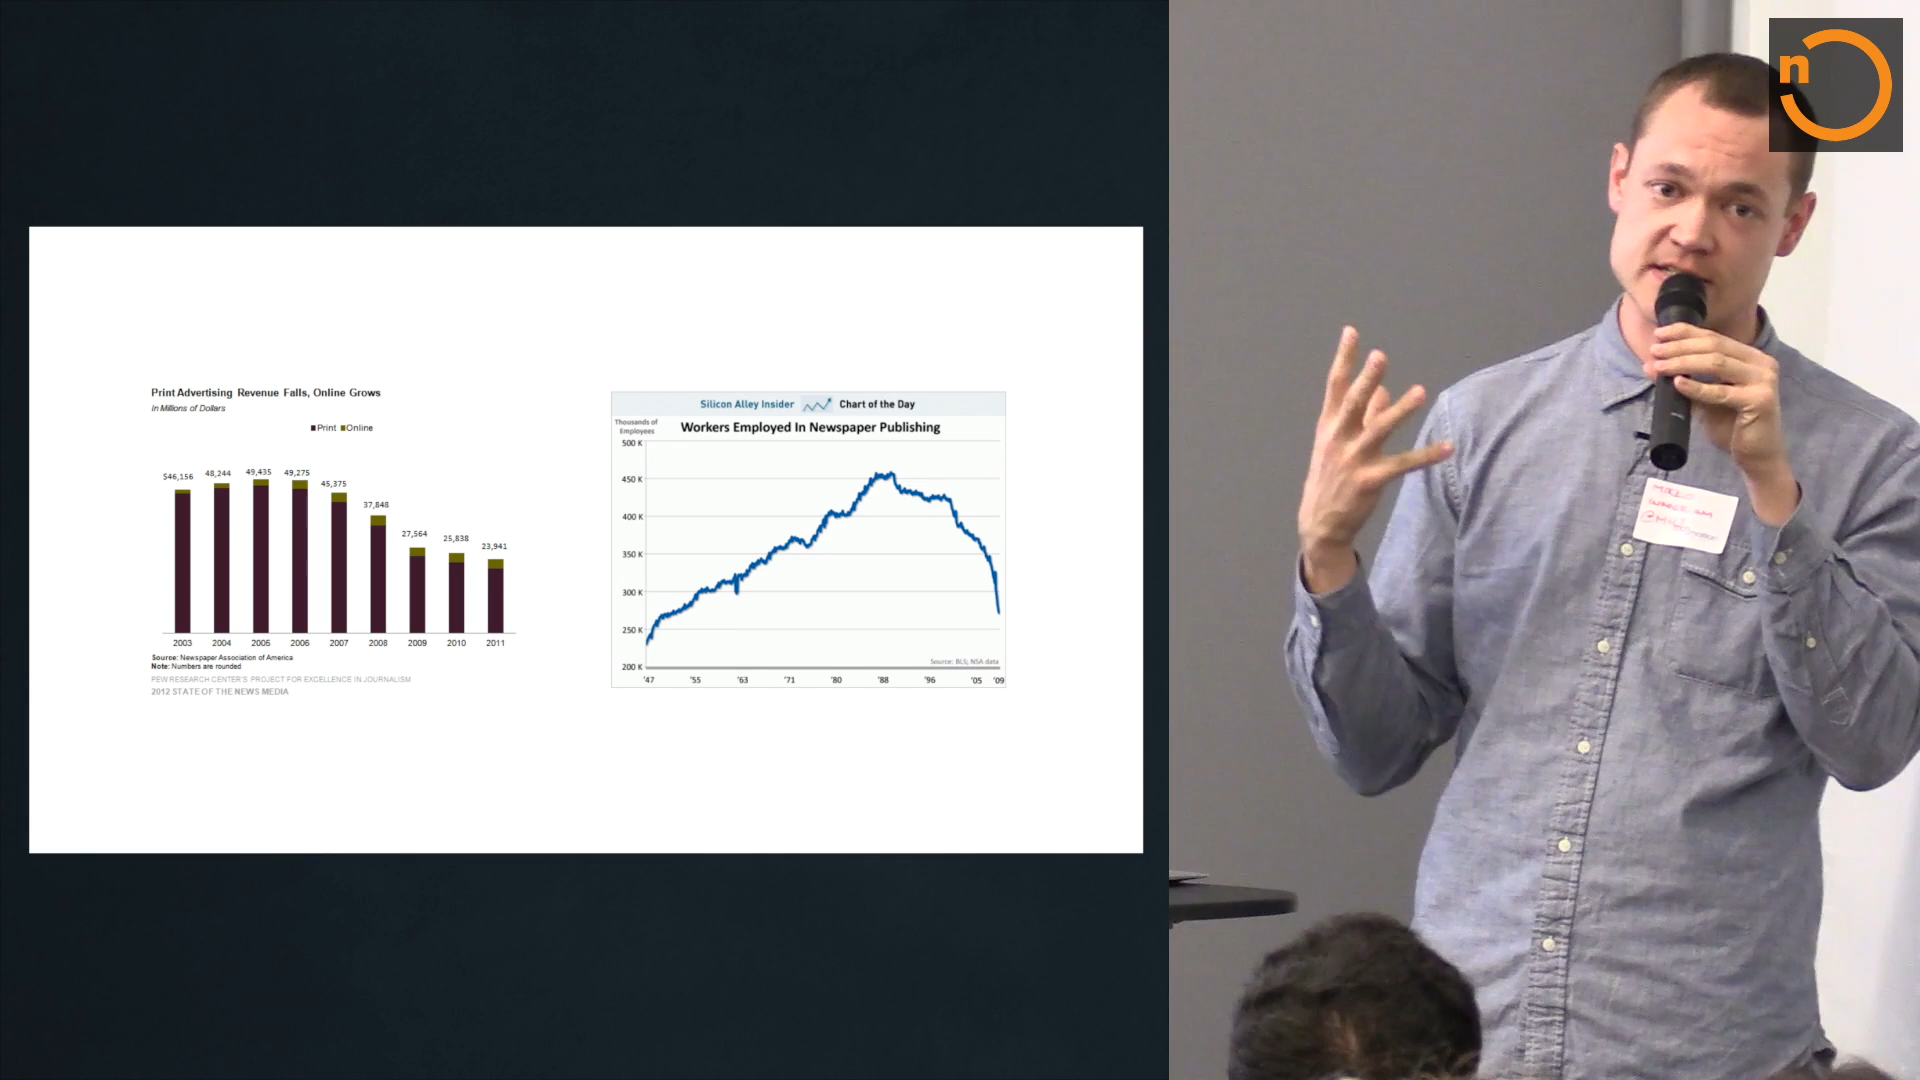 Print Advertising Revenue Falls, Online Grows
In Millions of Dollars
Print Online
$46,156 48,244 49,435 49,275 45,375 37,848 27,564 25,838 23,941
2003 2004 2005 2006 2007 2008 2009 2010 2011
Source: Newspaper Association of America
Note: Numbers are rounded
PEW RESEARCH CENTER'S PROJECT FOR EXCELLENCE IN JOURNALISM
2012 STATE OF THE NEWS MEDIA
Silicon Alley Insider Chart of the Day
Thousands of
Employees
Workers Employed In Newspaper Publishing
500 K
450 K
400 K
350 K
300 K
250 K
200 K
Source: BLS; NSA data
'47 '55 '63 '71 '80 '88 '96 '05 '09
n